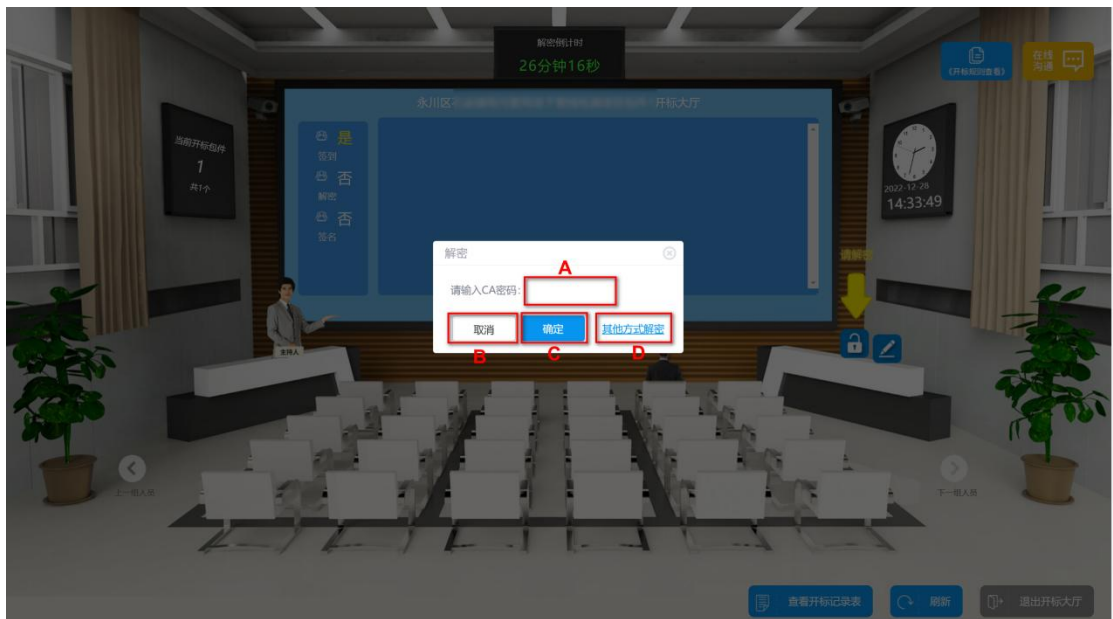 解密倒计时
26分钟16秒
《开标规则查看》
在线
沟通
永川区
开标大厅
当前开标包件
1
共1个
是
签到
否
解密
否
签名
2022-12-28
14:33:49
请解密
解密
A
请输入CA密码:
取消
确定
其他方式解密
B
C
D
主持人
上一组人员
下一组人员
查看开标记录表
刷新
退出开标大厅